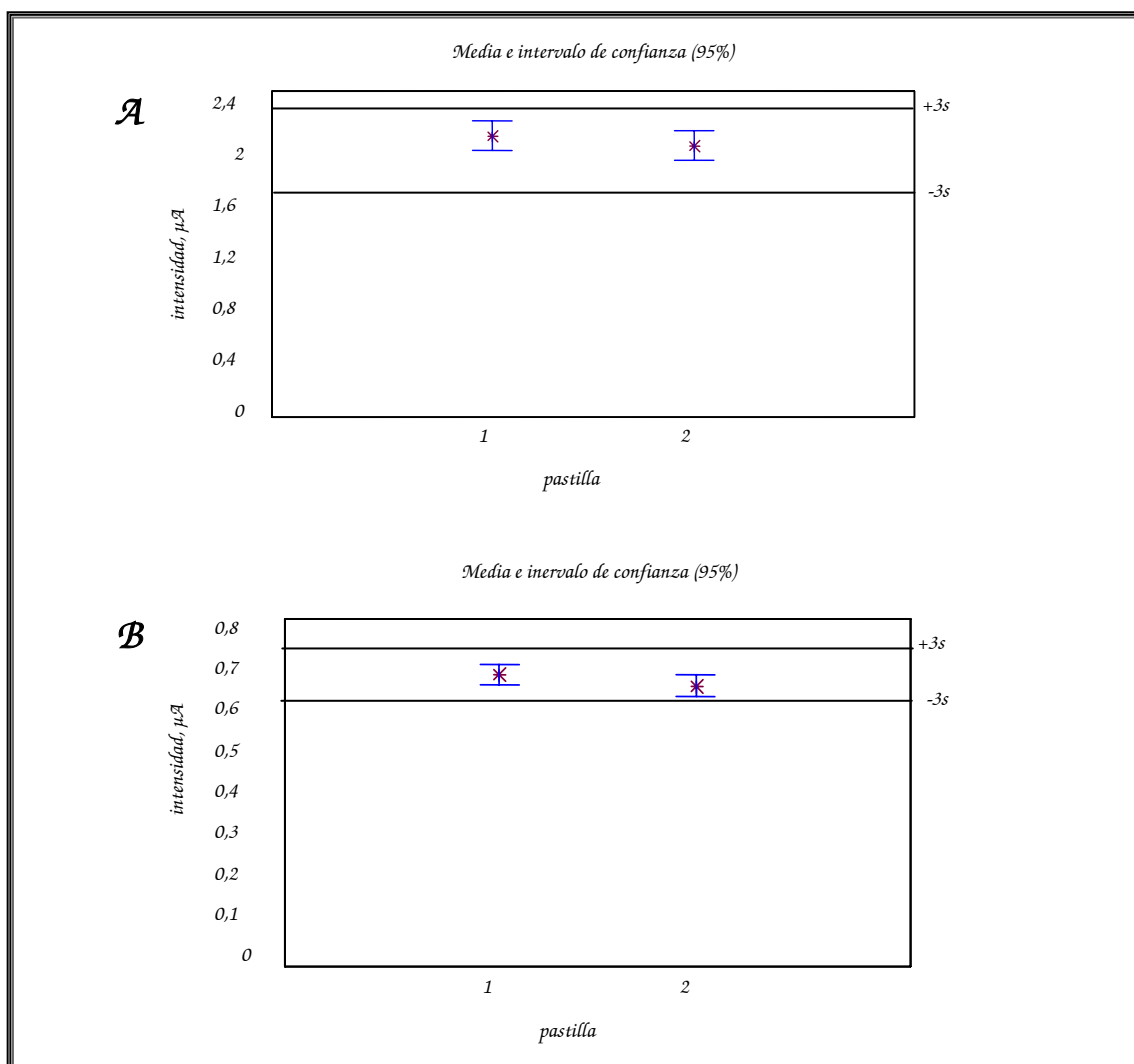 Media e intervalo de confianza (95%)
A
2,4
+3s
2
-3s
1,6
1,2
0,8
0,4
0
intensidad, µA
1 2
pastilla
Media e inervalo de confianza (95%)
B
0,8
+3s
0,7
-3s
0,6
0,5
0,4
0,3
0,2
0,1
0
intensidad, µA
1 2
pastilla